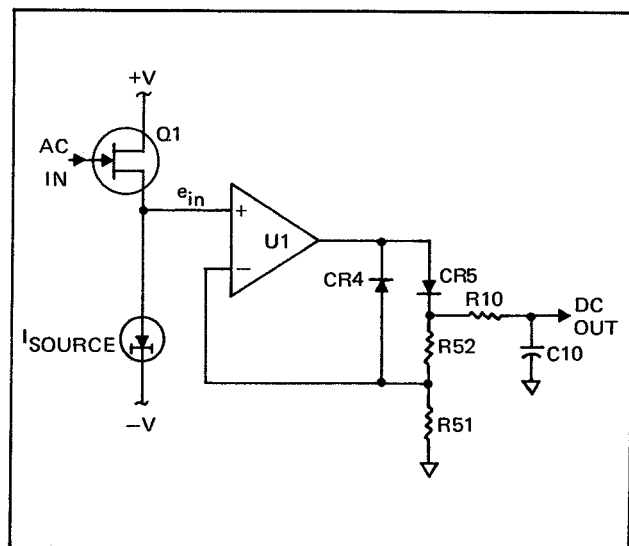 +V
Q1
AC
IN
e_in
+
U1
−
CR4
CR5
R10
DC
OUT
I_SOURCE
R52
C10
R51
−V